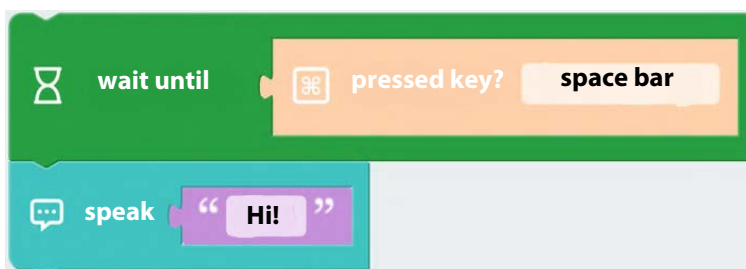 wait until pressed key? space bar
speak “ Hi! ”